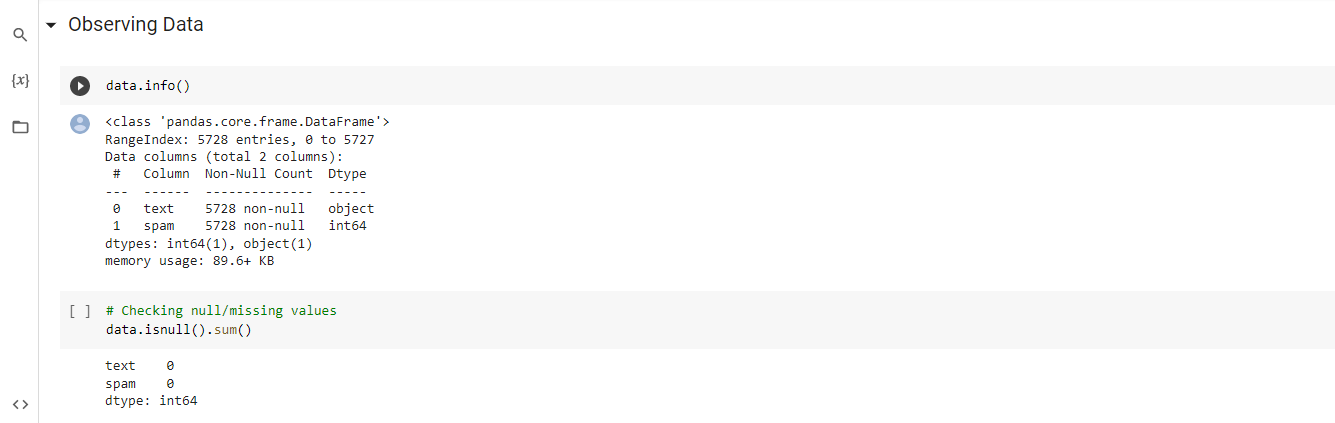 Observing Data
{x}
data.info()
<class 'pandas.core.frame.DataFrame'>
RangeIndex: 5728 entries, 0 to 5727
Data columns (total 2 columns):
 #   Column  Non-Null Count  Dtype
---  ------  --------------  -----
 0   text    5728 non-null   object
 1   spam    5728 non-null   int64
dtypes: int64(1), object(1)
memory usage: 89.6+ KB
[ ] # Checking null/missing values
data.isnull().sum()
text    0
spam    0
dtype: int64
<>